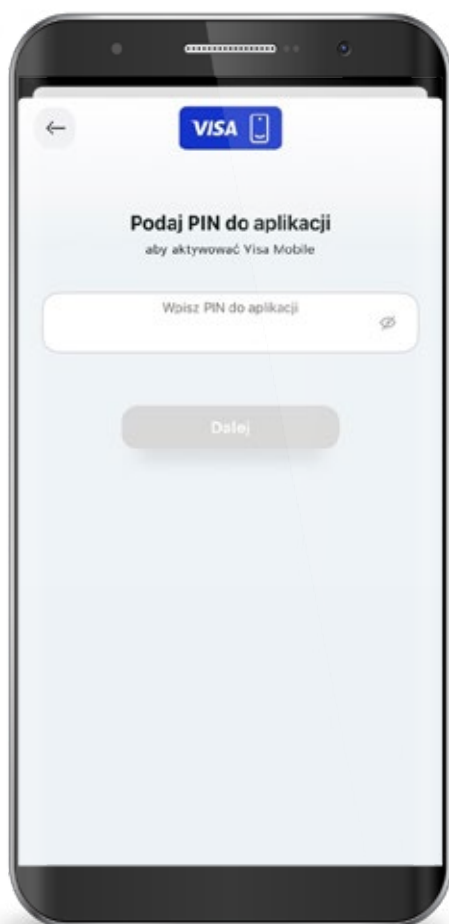 VISA
Podaj PIN do aplikacji
aby aktywować Visa Mobile
Wpisz PIN do aplikacji
Dalej